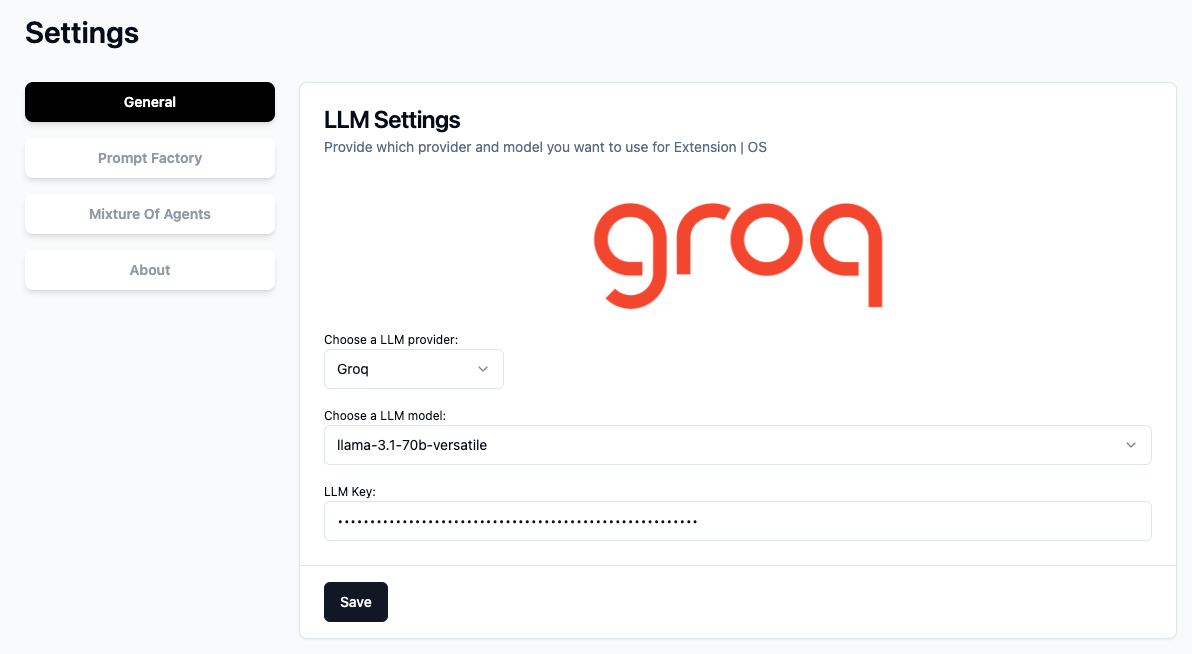 Settings
General
Prompt Factory
Mixture Of Agents
About
LLM Settings
Provide which provider and model you want to use for Extension | OS
groq
Choose a LLM provider:
Groq
Choose a LLM model:
llama-3.1-70b-versatile
LLM Key:
••••••••••••••••••••••••••••••••••••••••••••••••••••••••
Save